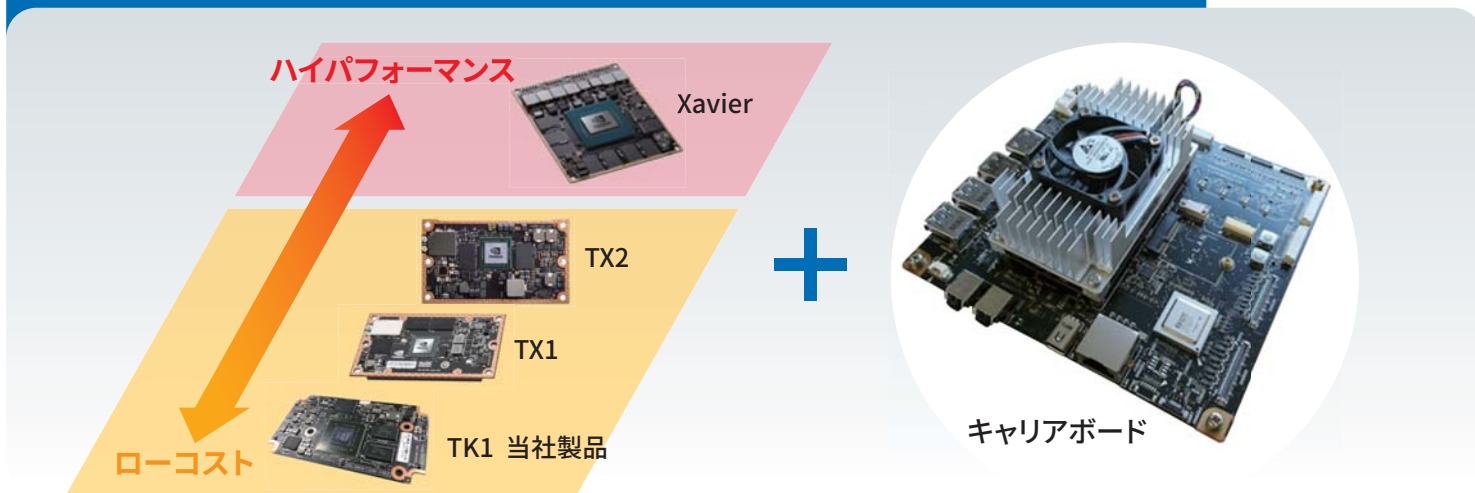 ハイパフォーマンス
Xavier
TX2
TX1
TK1 当社製品
ローコスト
キャリアボード